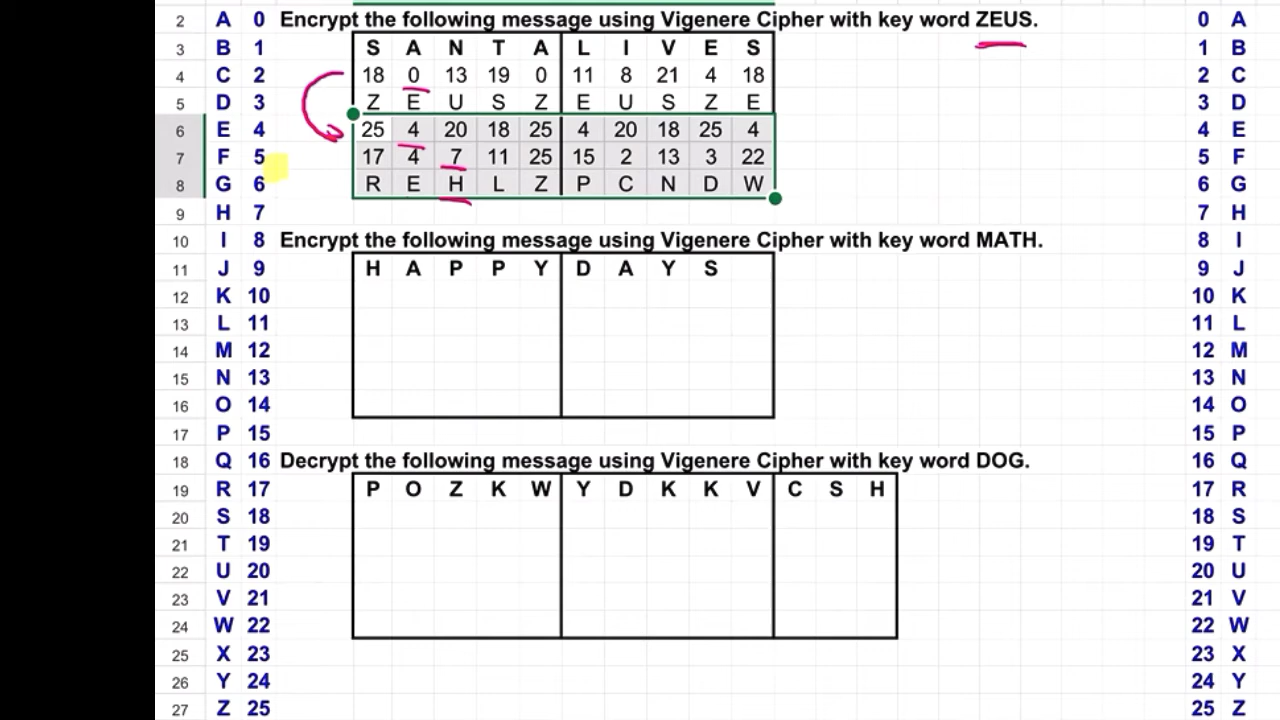 2 A 0 Encrypt the following message using Vigenere Cipher with key word ZEUS. 0 A
3 B 1 S A N T A L I V E S 1 B
4 C 2 18 0 13 19 0 11 8 21 4 18 2 C
5 D 3 Z E U S Z E U S Z E 3 D
6 E 4 25 4 20 18 25 4 20 18 25 4 4 E
7 F 5 17 4 7 11 25 15 2 13 3 22 5 F
8 G 6 R E H L Z P C N D W 6 G
9 H 7 7 H
10 I 8 Encrypt the following message using Vigenere Cipher with key word MATH. 8 I
11 J 9 H A P P Y D A Y S 9 J
12 K 10 10 K
13 L 11 11 L
14 M 12 12 M
15 N 13 13 N
16 O 14 14 O
17 P 15 15 P
18 Q 16 Decrypt the following message using Vigenere Cipher with key word DOG. 16 Q
19 R 17 P O Z K W Y D K K V C S H 17 R
20 S 18 18 S
21 T 19 19 T
22 U 20 20 U
23 V 21 21 V
24 W 22 22 W
25 X 23 23 X
26 Y 24 24 Y
27 Z 25 25 Z